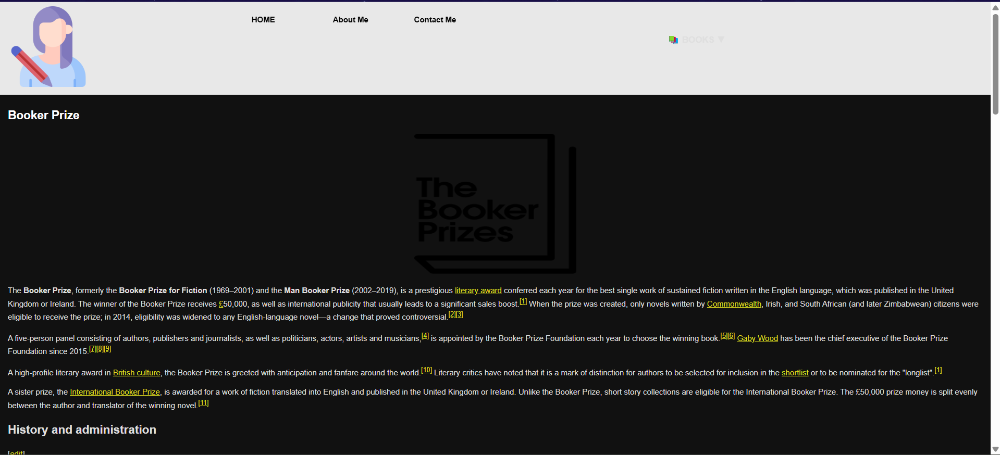 HOME About Me Contact Me
BOOKS ▼
Booker Prize
The
Booker
Prizes
The Booker Prize, formerly the Booker Prize for Fiction (1969–2001) and the Man Booker Prize (2002–2019), is a prestigious literary award conferred each year for the best single work of sustained fiction written in the English language, which was published in the United
Kingdom or Ireland. The winner of the Booker Prize receives £50,000, as well as international publicity that usually leads to a significant sales boost.[1] When the prize was created, only novels written by Commonwealth, Irish, and South African (and later Zimbabwean) citizens were
eligible to receive the prize; in 2014, eligibility was widened to any English-language novel—a change that proved controversial.[2][3]
A five-person panel consisting of authors, publishers and journalists, as well as politicians, actors, artists and musicians,[4] is appointed by the Booker Prize Foundation each year to choose the winning book.[5][6] Gaby Wood has been the chief executive of the Booker Prize
Foundation since 2015.[7][8][9]
A high-profile literary award in British culture, the Booker Prize is greeted with anticipation and fanfare around the world.[10] Literary critics have noted that it is a mark of distinction for authors to be selected for inclusion in the shortlist or to be nominated for the "longlist".[1]
A sister prize, the International Booker Prize, is awarded for a work of fiction translated into English and published in the United Kingdom or Ireland. Unlike the Booker Prize, short story collections are eligible for the International Booker Prize. The £50,000 prize money is split evenly
between the author and translator of the winning novel.[11]
History and administration
[edit]